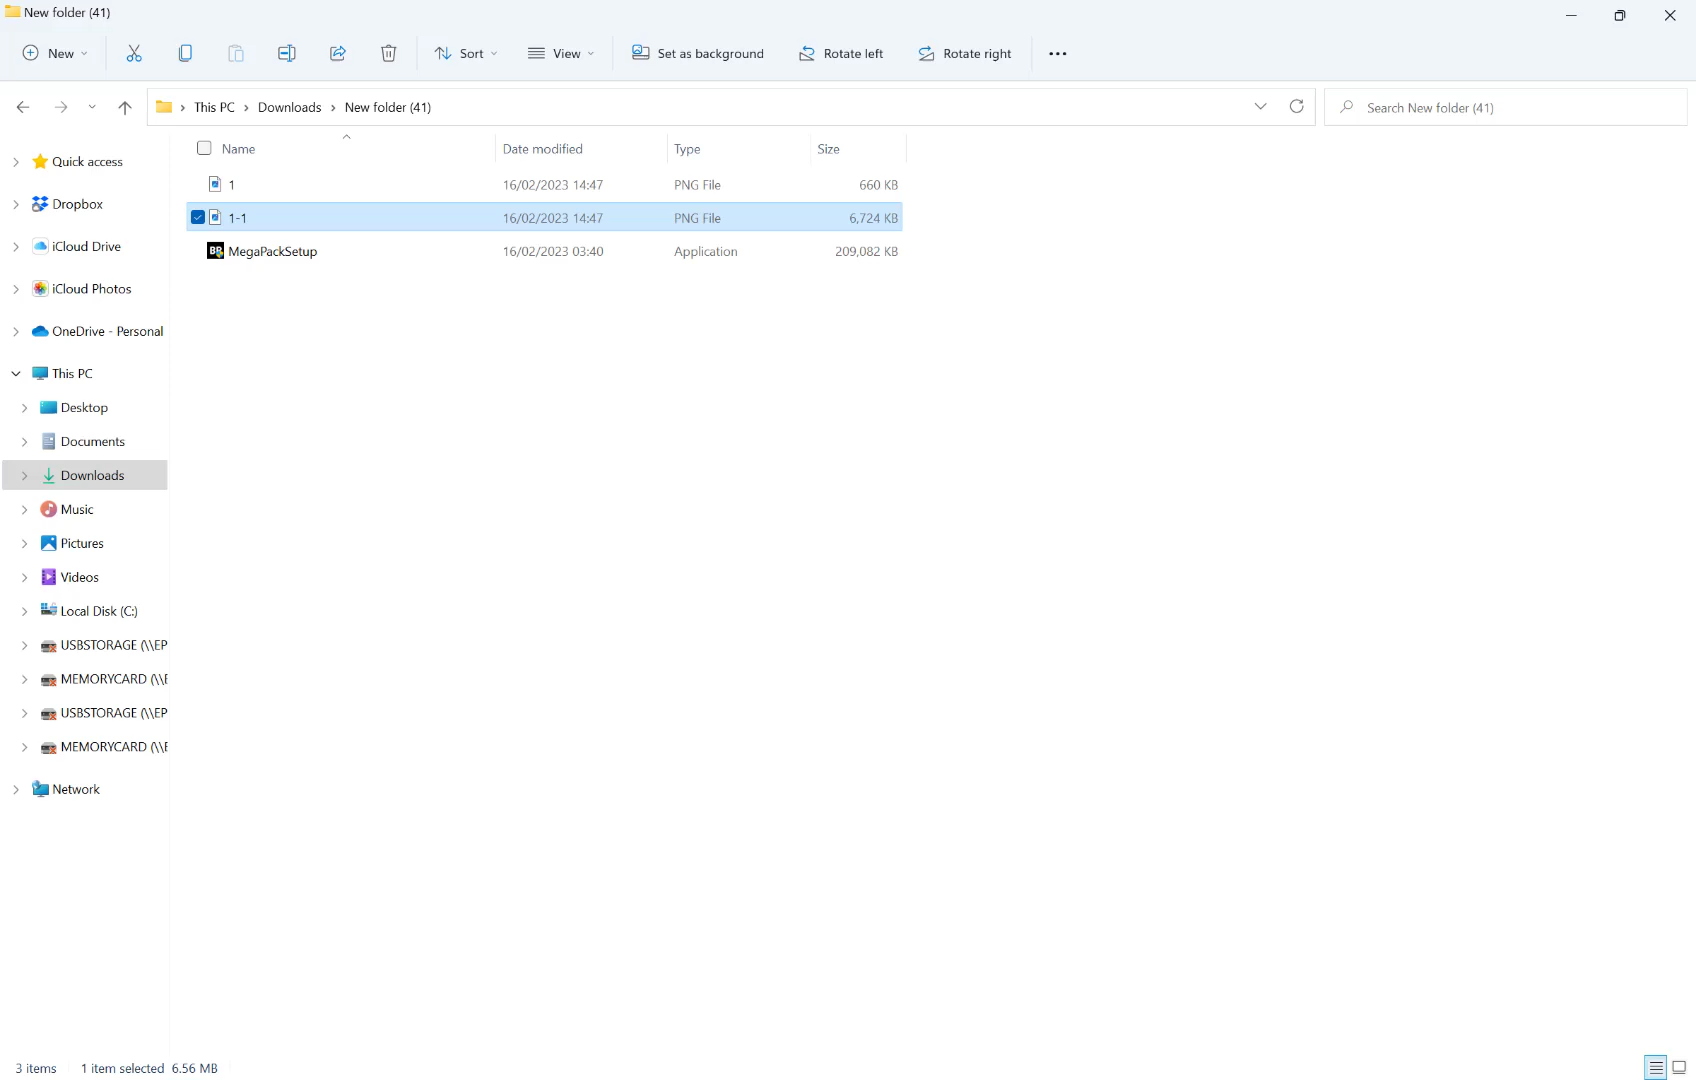 New folder (41)
New
Sort
View
Set as background
Rotate left
Rotate right
This PC > Downloads > New folder (41)
Search New folder (41)
Name Date modified Type Size
1 16/02/2023 14:47 PNG File 660 KB
1-1 16/02/2023 14:47 PNG File 6,724 KB
BB MegaPackSetup 16/02/2023 03:40 Application 209,082 KB
Quick access
Dropbox
iCloud Drive
iCloud Photos
OneDrive - Personal
This PC
Desktop
Documents
Downloads
Music
Pictures
Videos
Local Disk (C:)
USBSTORAGE (\\EP
MEMORYCARD (\\E
USBSTORAGE (\\EP
MEMORYCARD (\\E
Network
3 items 1 item selected 6.56 MB